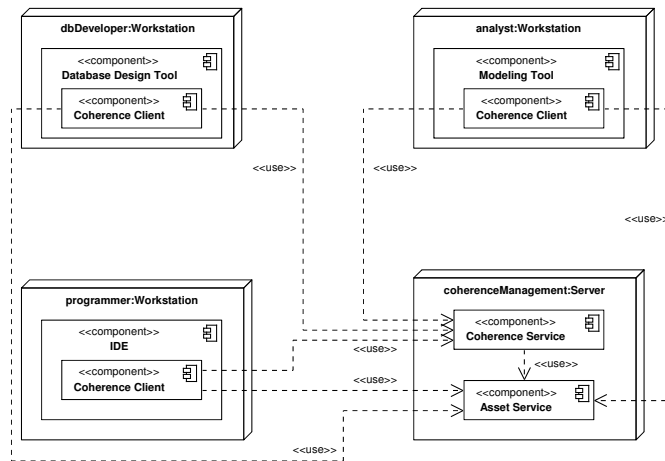 dbDeveloper:Workstation
<<component>>
Database Design Tool
<<component>>
Coherence Client
analyst:Workstation
<<component>>
Modeling Tool
<<component>>
Coherence Client
<<use>>
<<use>>
<<use>>
programmer:Workstation
<<component>>
IDE
<<component>>
Coherence Client
coherenceManagement:Server
<<component>>
Coherence Service
<<use>>
<<use>>
<<use>>
<<component>>
Asset Service
<<use>>